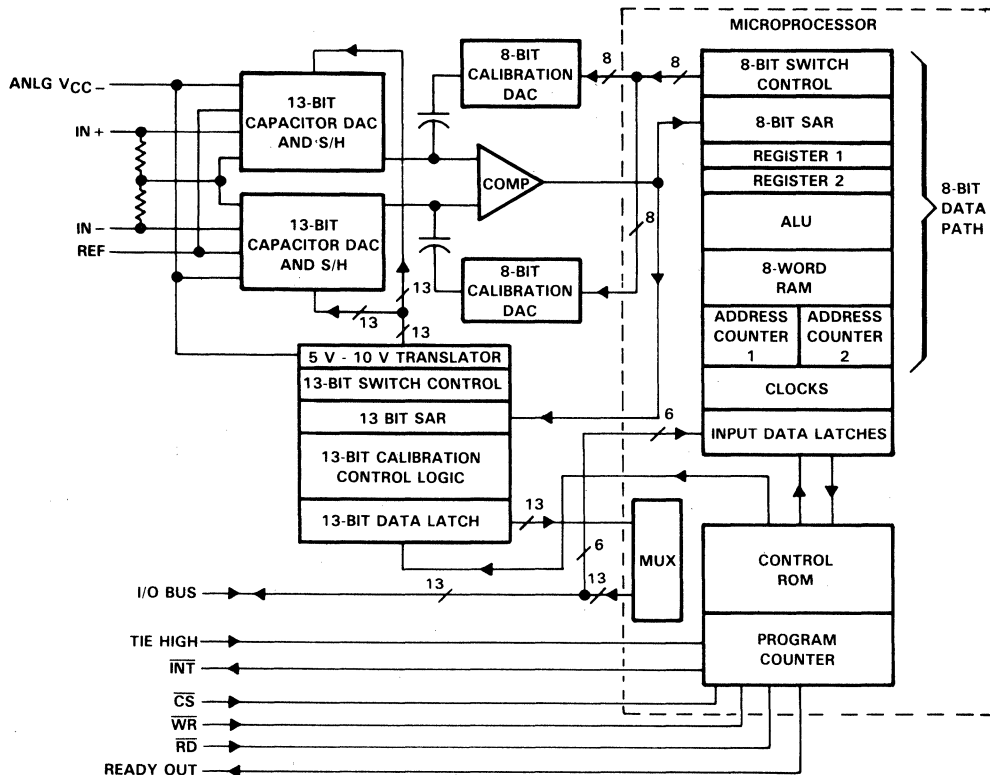 MICROPROCESSOR
ANLG VCC-
IN +
IN-
REF
13-BIT
CAPACITOR DAC
AND S/H
13-BIT
CAPACITOR DAC
AND S/H
8-BIT
CALIBRATION
DAC
8
8
COMP
8
8-BIT
CALIBRATION
DAC
13
13
13
5 V - 10 V TRANSLATOR
13-BIT SWITCH CONTROL
13 BIT SAR
13-BIT CALIBRATION
CONTROL LOGIC
13-BIT DATA LATCH
13
8-BIT SWITCH
CONTROL
8-BIT SAR
REGISTER 1
REGISTER 2
ALU
8-WORD
RAM
ADDRESS
COUNTER
1
ADDRESS
COUNTER
2
CLOCKS
INPUT DATA LATCHES
8-BIT
DATA
PATH
6
6
MUX
13
13
CONTROL
ROM
PROGRAM
COUNTER
I/O BUS
TIE HIGH
INT
CS
WR
RD
READY OUT